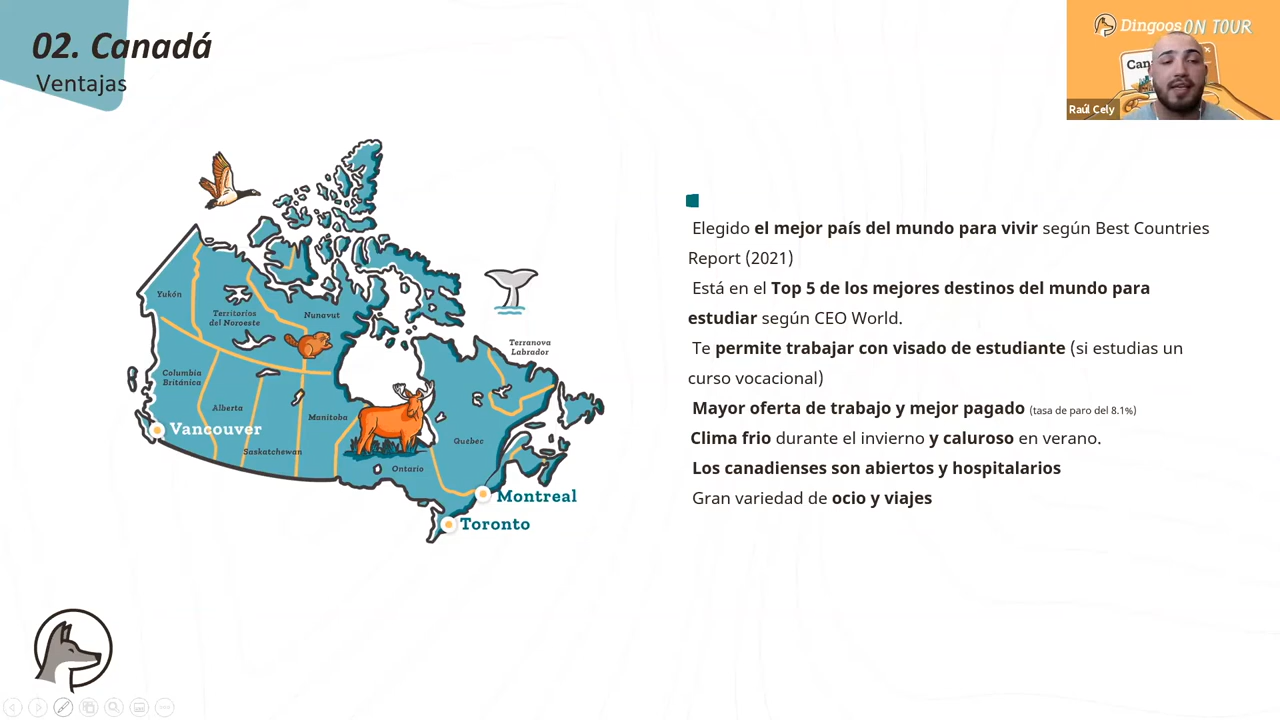 02. Canadá
Ventajas
Dingoos ON TOUR
Raúl Cely
Elegido el mejor país del mundo para vivir según Best Countries
Report (2021)
Está en el Top 5 de los mejores destinos del mundo para
estudiar según CEO World.
Te permite trabajar con visado de estudiante (si estudias un
curso vocacional)
Mayor oferta de trabajo y mejor pagado (tasa de paro del 8.1%)
Clima frio durante el invierno y caluroso en verano.
Los canadienses son abiertos y hospitalarios
Gran variedad de ocio y viajes
Yukón
Territorios
del Noroeste
Nunavut
Terranova
Labrador
Columbia
Británica
Alberta
Manitoba
Vancouver
Saskatchewan
Ontario
Quebec
Montreal
Toronto